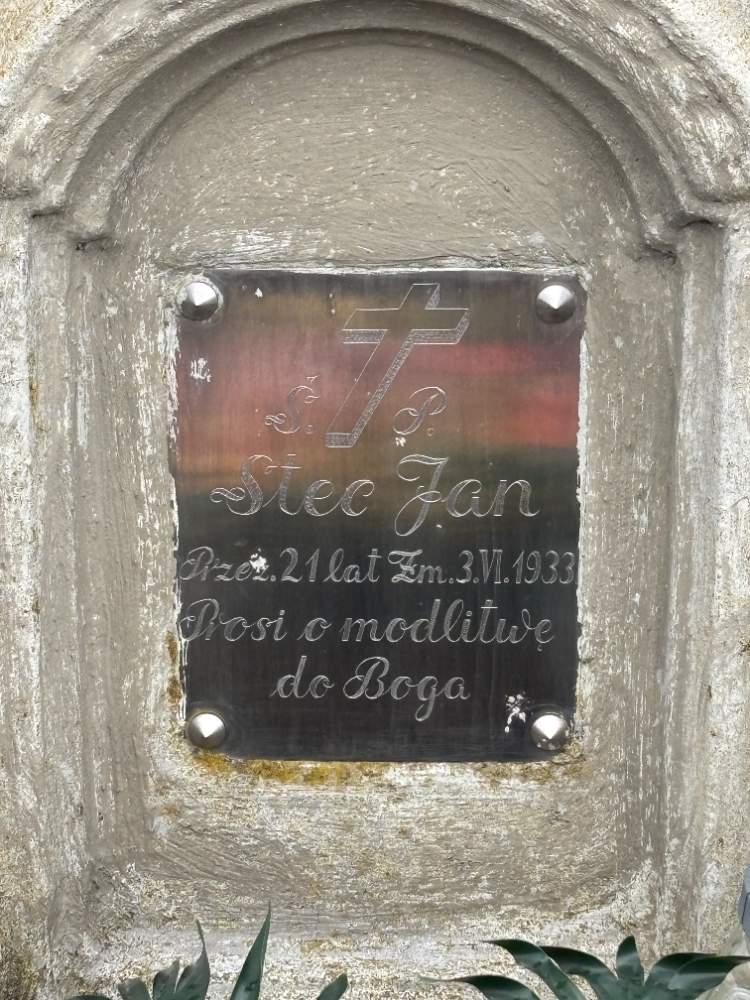 Ś. P.
Stec Jan
Przeż. 21 lat Zm. 3. VI. 1933
Prosi o modlitwę
do Boga